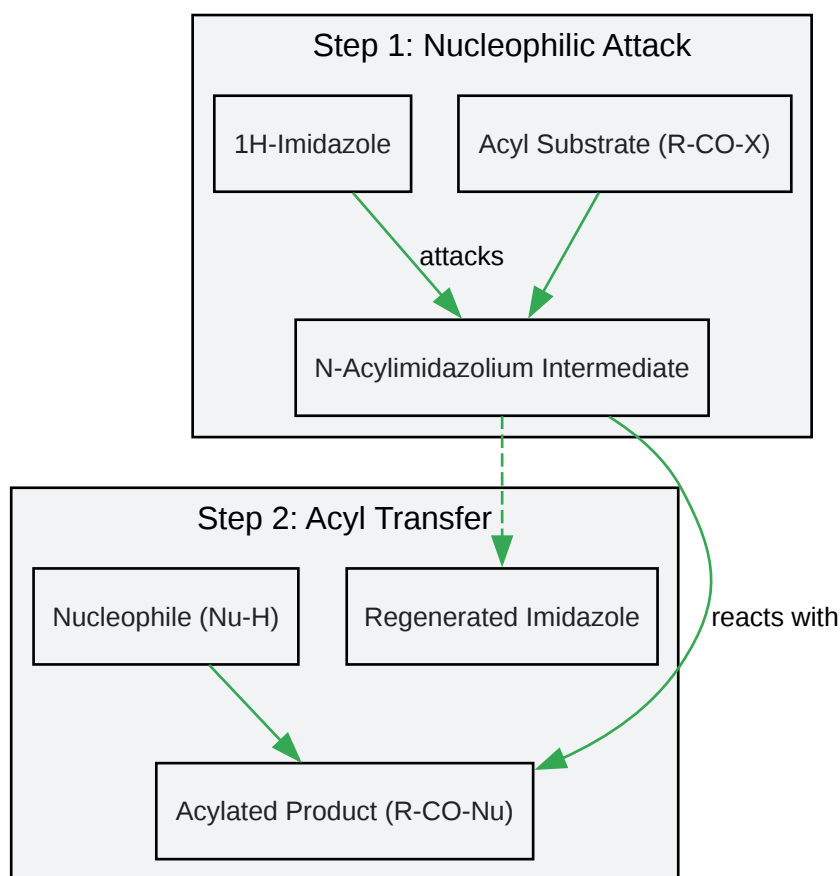 Step 1: Nucleophilic Attack
1H-Imidazole
Acyl Substrate (R-CO-X)
attacks
N-Acylimidazolium Intermediate
Step 2: Acyl Transfer
Nucleophile (Nu-H)
Regenerated Imidazole
reacts with
Acylated Product (R-CO-Nu)